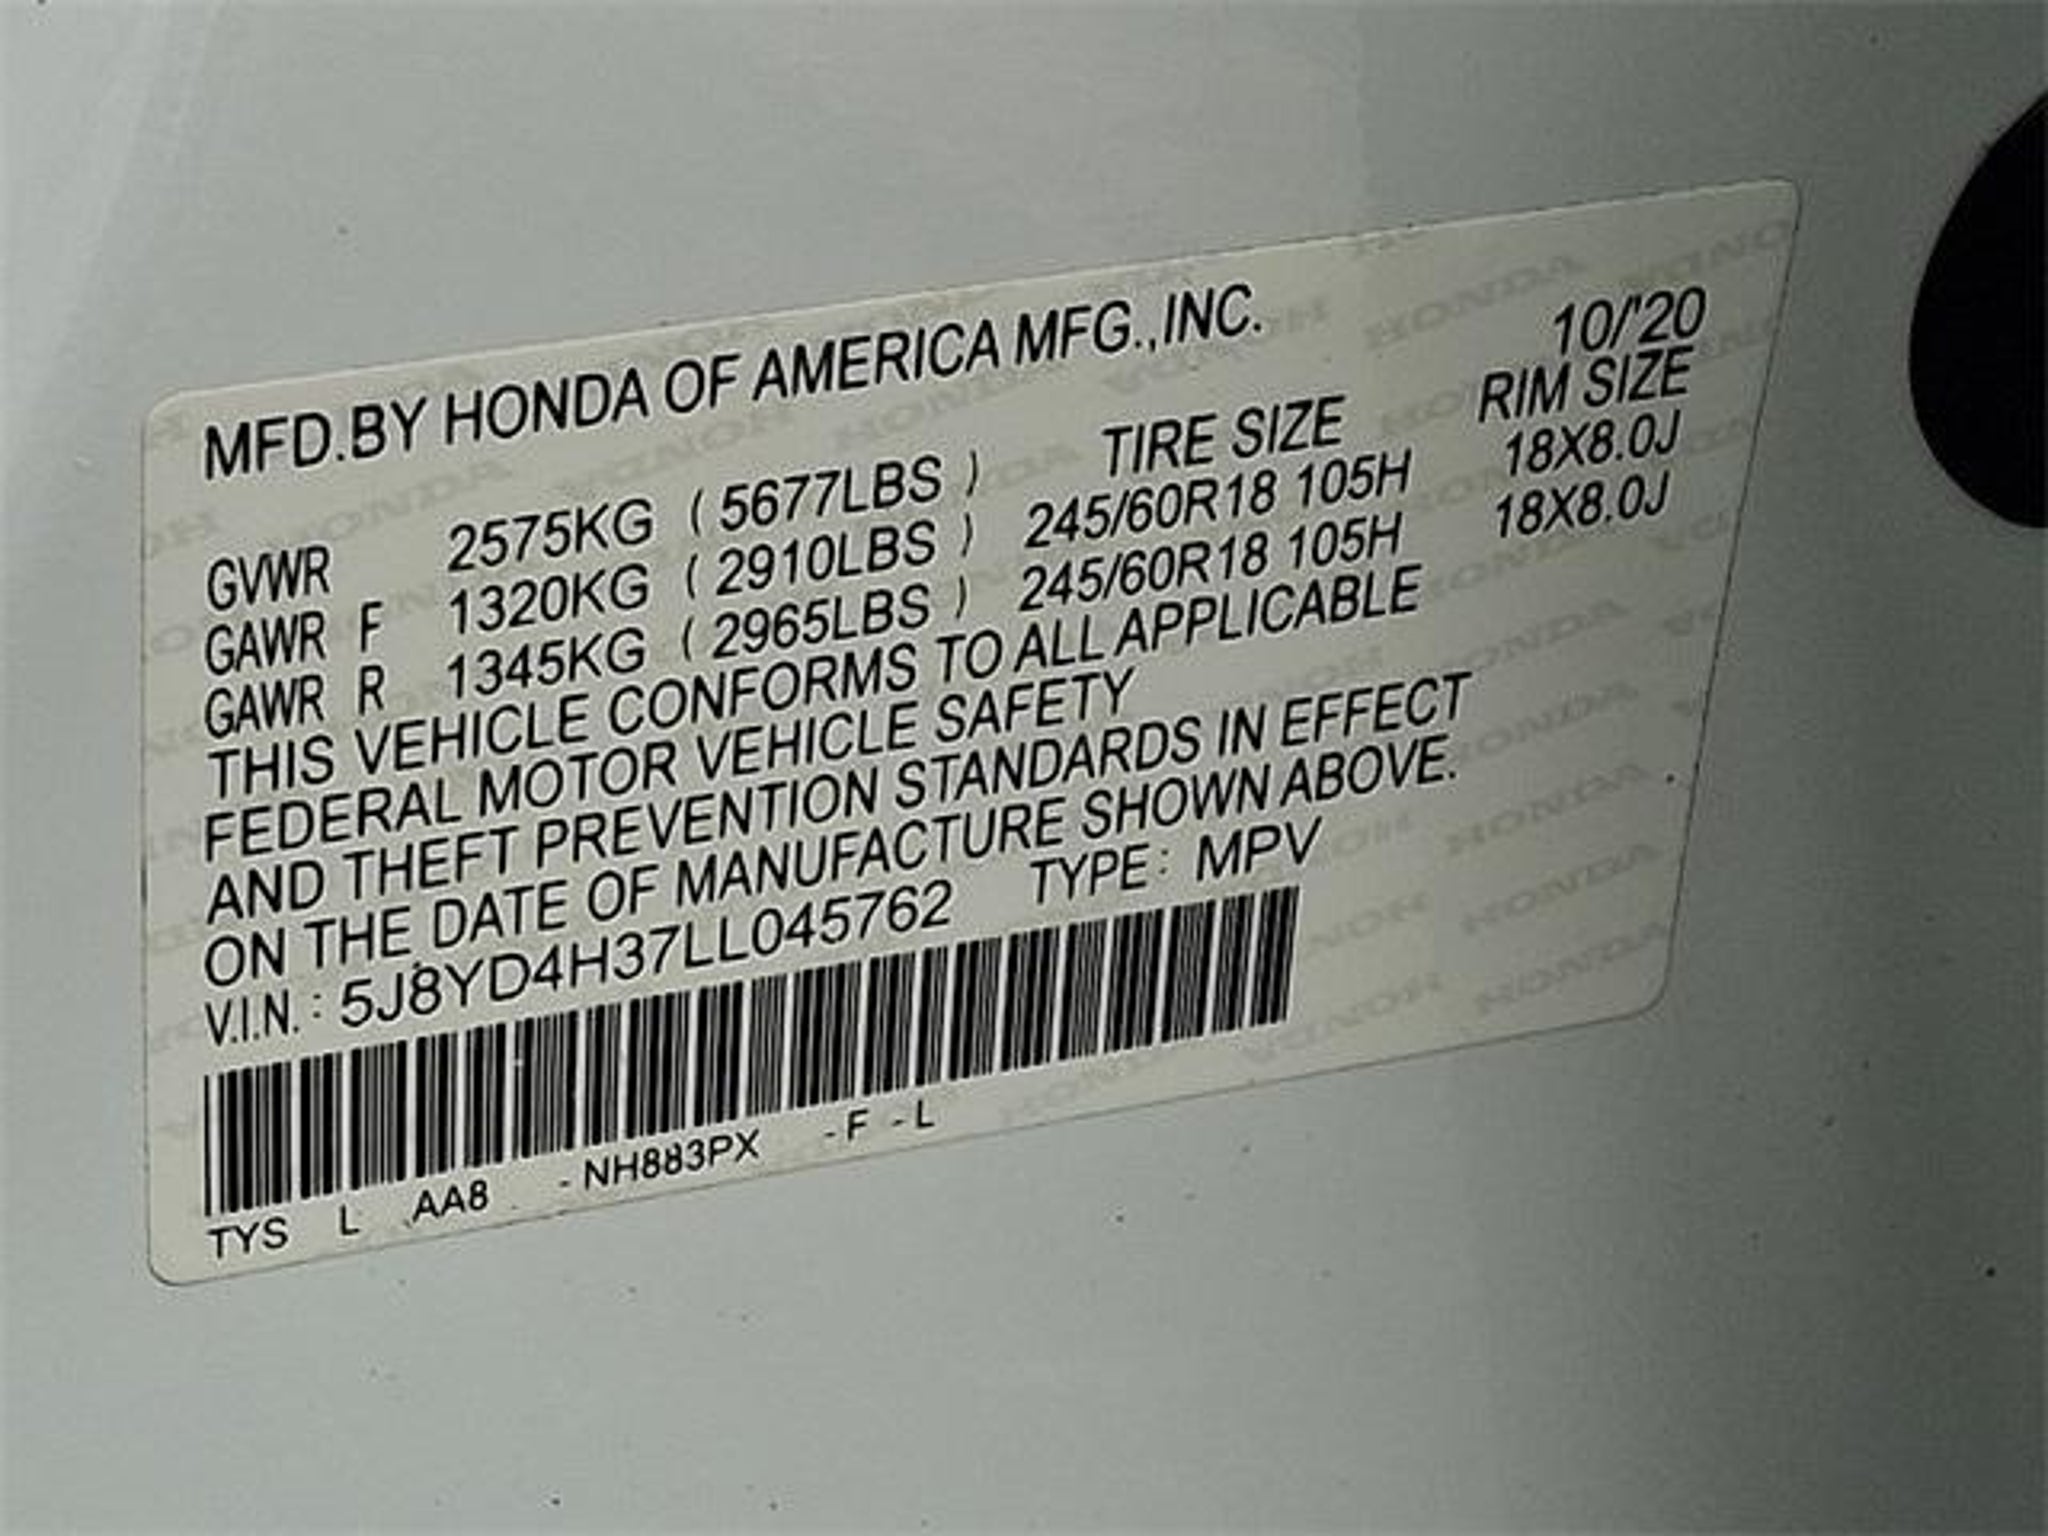 MFD.BY HONDA OF AMERICA MFG.,INC. 10/'20
TIRE SIZE RIM SIZE
GVWR 2575KG (5677LBS) 245/60R18 105H 18X8.0J
GAWR F 1320KG (2910LBS) 245/60R18 105H 18X8.0J
GAWR R 1345KG (2965LBS)
THIS VEHICLE CONFORMS TO ALL APPLICABLE
FEDERAL MOTOR VEHICLE SAFETY
AND THEFT PREVENTION STANDARDS IN EFFECT
ON THE DATE OF MANUFACTURE SHOWN ABOVE.
V.I.N.: 5J8YD4H37LL045762 TYPE: MPV
TYS L AA8 -NH883PX -F -L